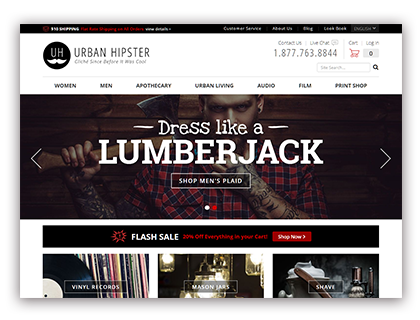 $10 SHIPPING Flat Free Shipping on All Orders view details >
Customer Service About Us Blog Look Book ENGLISH
UH URBAN HIPSTER
Cliché Since Before It Was Cool
Contact Us Live Chat Cart Log in
1.877.763.8844
0
Search
WOMEN MEN APOTHECARY URBAN LIVING AUDIO FILM PRINT SHOP
Dress like a
LUMBERJACK
SHOP MEN'S PLAID
FLASH SALE 20% Off Everything in your Cart! Shop Now >
VINYL RECORDS
MASON JARS
SHAVE